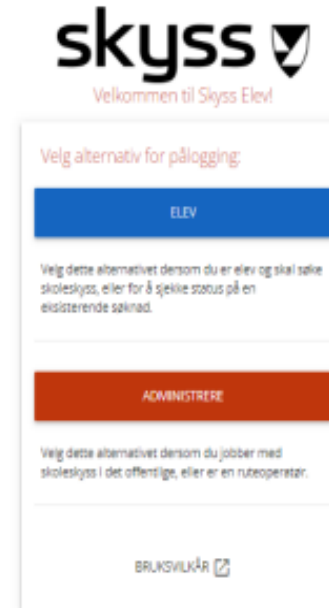 skyss
Velkommen til Skyss Elev!
Velg alternativ for pålogging:
ELEV
Velg dette alternativet dersom du er elev og skal søke
skoleskyss, eller for å sjekke status på en
eksisterende søknad.
ADMINISTRERE
Velg dette alternativet dersom du jobber med
skoleskyss i det offentlige, eller er en ruteoperatør.
BRUKSVILKÅR